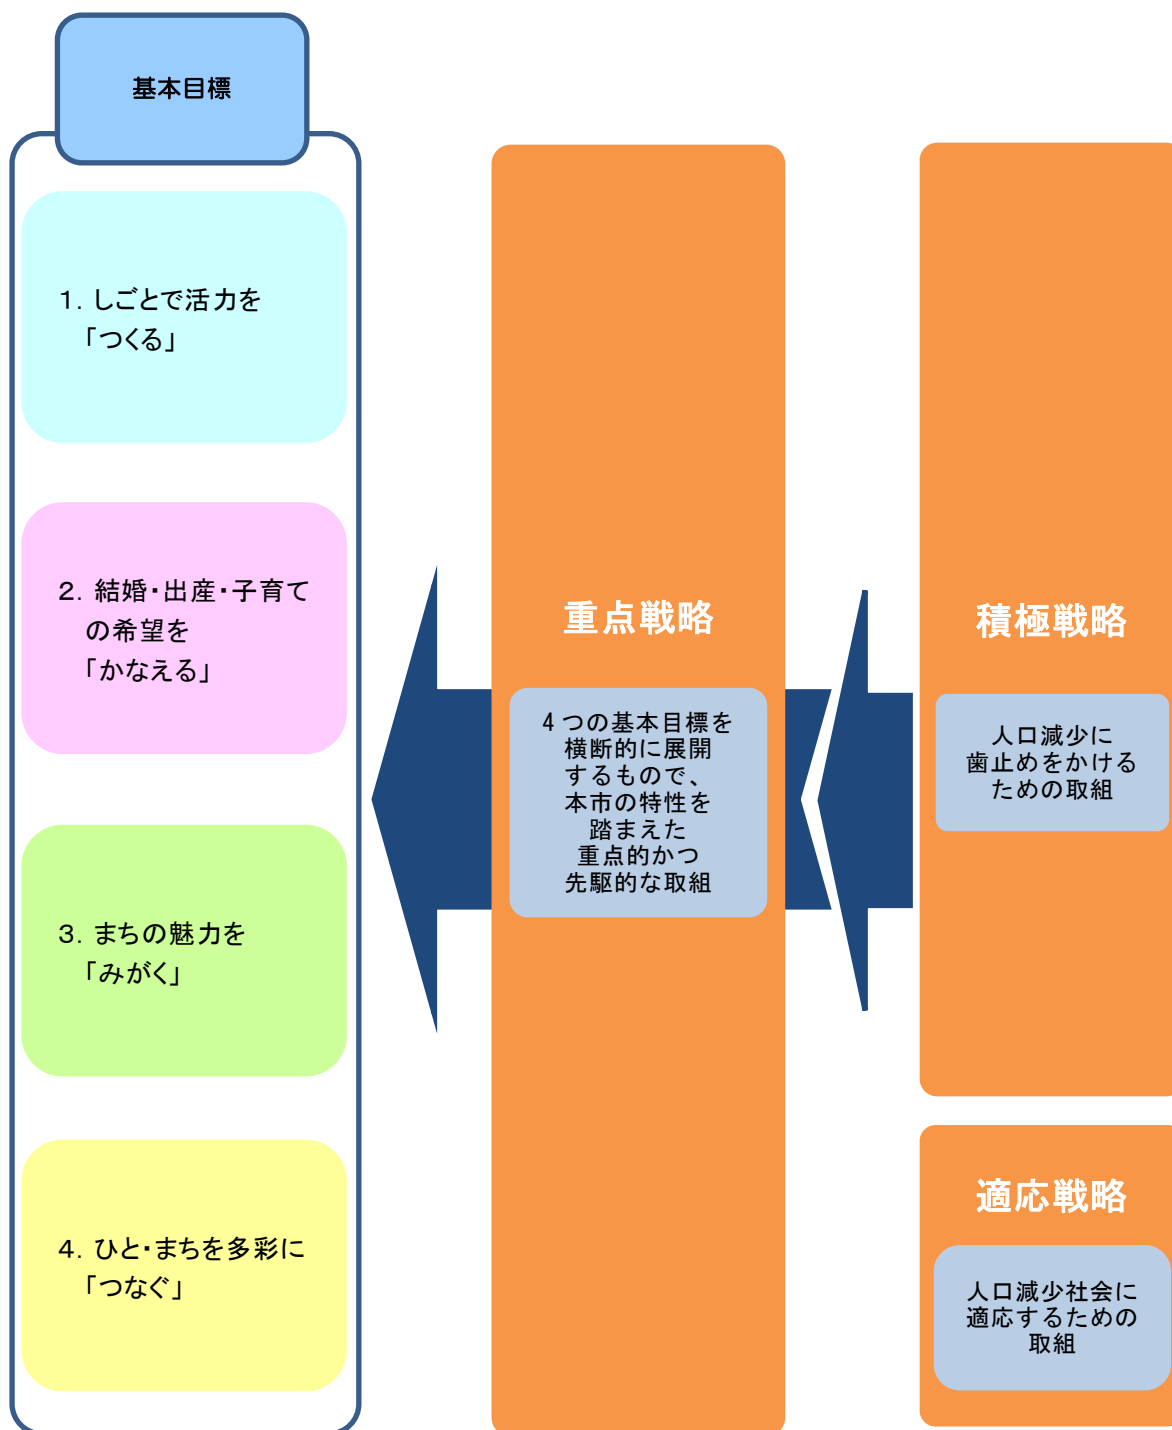 基本目標
1．しごとで活力を
「つくる」
2．結婚・出産・子育て
の希望を
「かなえる」
3．まちの魅力を
「みがく」
4．ひと・まちを多彩に
「つなぐ」
重点戦略
4つの基本目標を
横断的に展開
するもので、
本市の特性を
踏まえた
重点的かつ
先駆的な取組
積極戦略
人口減少に
歯止めをかける
ための取組
適応戦略
人口減少社会に
適応するための
取組